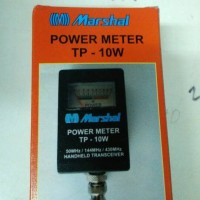 Marshal
POWER METER
TP - 10W
Marshal
POWER METER
TP - 10W
50MHz / 144MHz / 430MHz
HANDHELD TRANSCEIVER